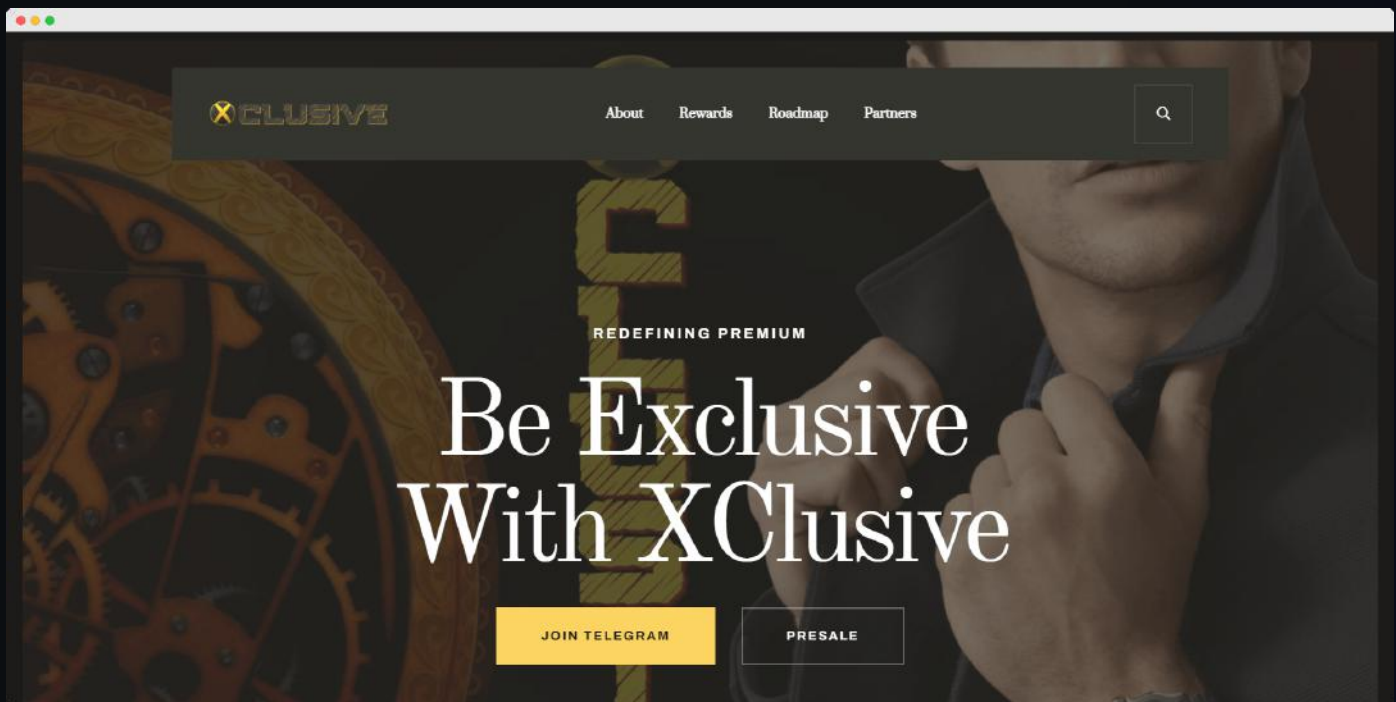 XCLUSIVE
About
Rewards
Roadmap
Partners
REDEFINING PREMIUM
Be Exclusive
With XClusive
JOIN TELEGRAM
PRESALE